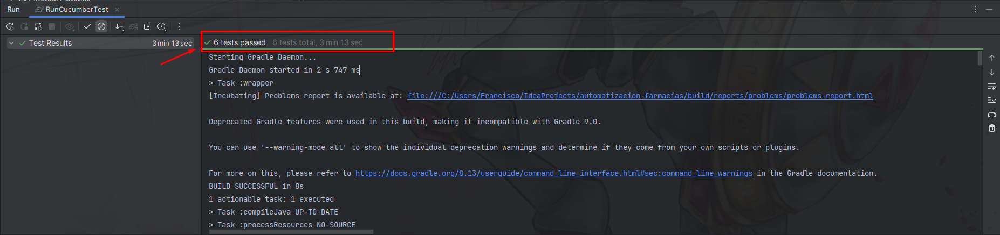 Run RunCucumberTest
Test Results 3 min 13 sec
6 tests passed 6 tests total, 3 min 13 sec
Starting Gradle Daemon...
Gradle Daemon started in 2 s 747 ms
> Task :wrapper
[Incubating] Problems report is available at: file:///C:/Users/Francisco/IdeaProjects/automatizacion-farmacias/build/reports/problems/problems-report.html
Deprecated Gradle features were used in this build, making it incompatible with Gradle 9.0.
You can use '--warning-mode all' to show the individual deprecation warnings and determine if they come from your own scripts or plugins.
For more on this, please refer to https://docs.gradle.org/8.13/userguide/command_line_interface.html#sec:command_line_warnings in the Gradle documentation.
BUILD SUCCESSFUL in 8s
1 actionable task: 1 executed
> Task :compileJava UP-TO-DATE
> Task :processResources NO-SOURCE